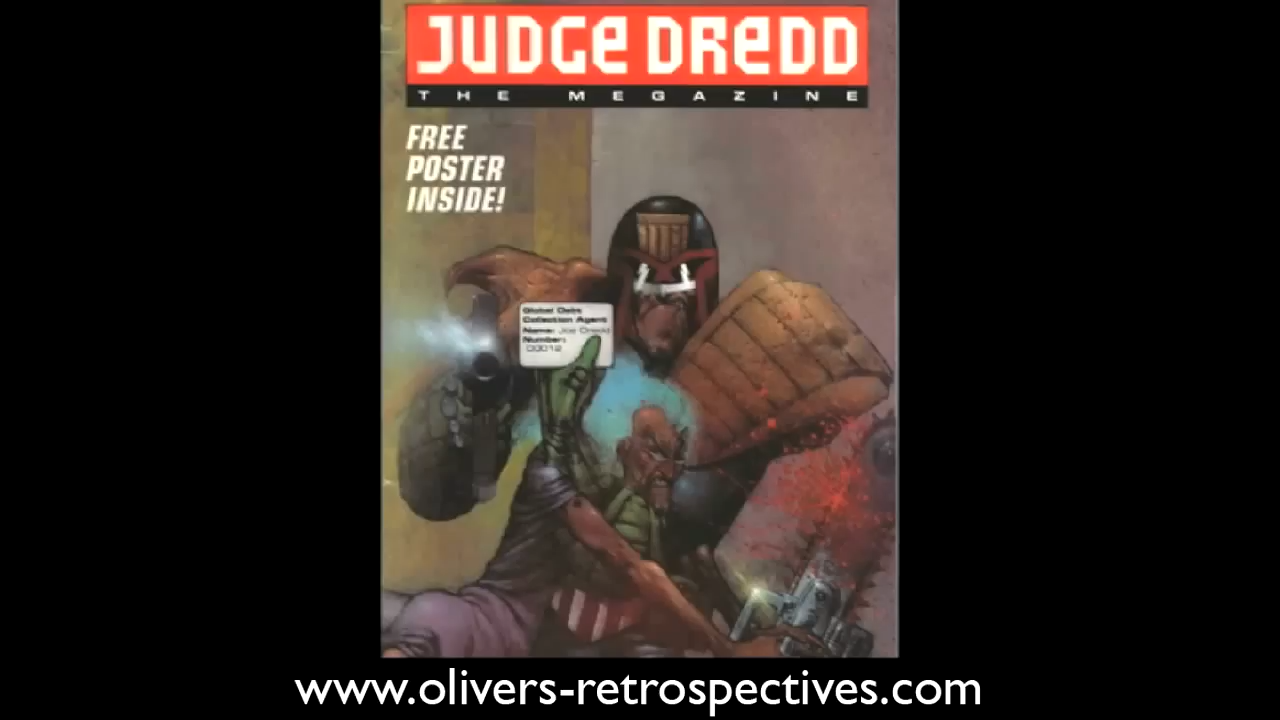 JUDGE DREDD
THE MEGAZINE
FREE
POSTER
INSIDE!
Global Debt
Collection Agent
Name: Joe Dredd
Number:
00012
www.olivers-retrospectives.com